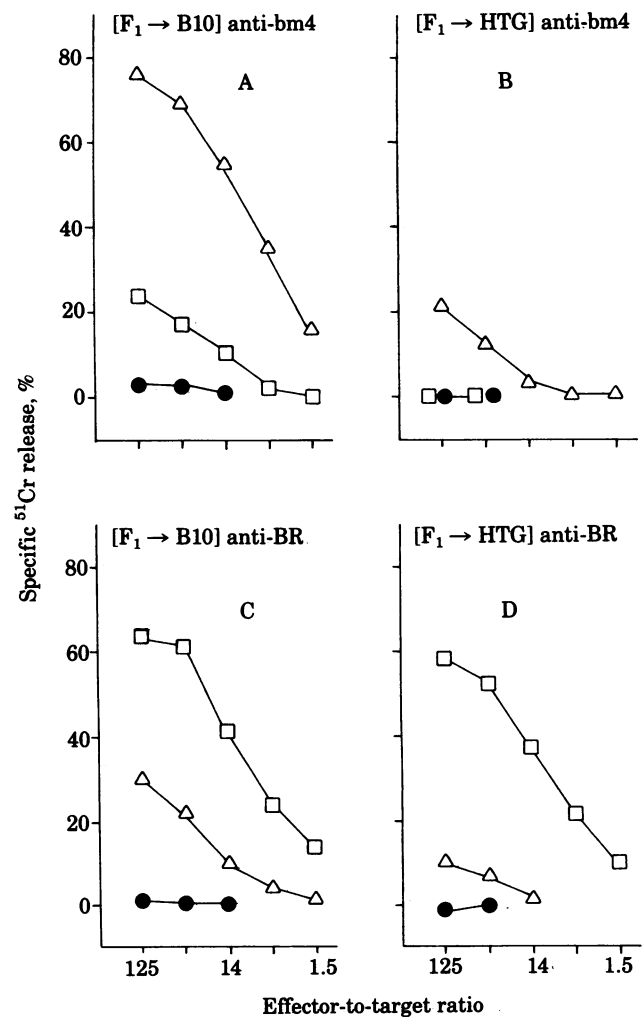 [F₁ → B10] anti-bm4
[F₁ → HTG] anti-bm4
80
60
40
20
0
A
B
Specific ⁵¹Cr release, %
[F₁ → B10] anti-BR
[F₁ → HTG] anti-BR
80
60
40
20
0
C
D
125 14 1.5
125 14 1.5
Effector-to-target ratio